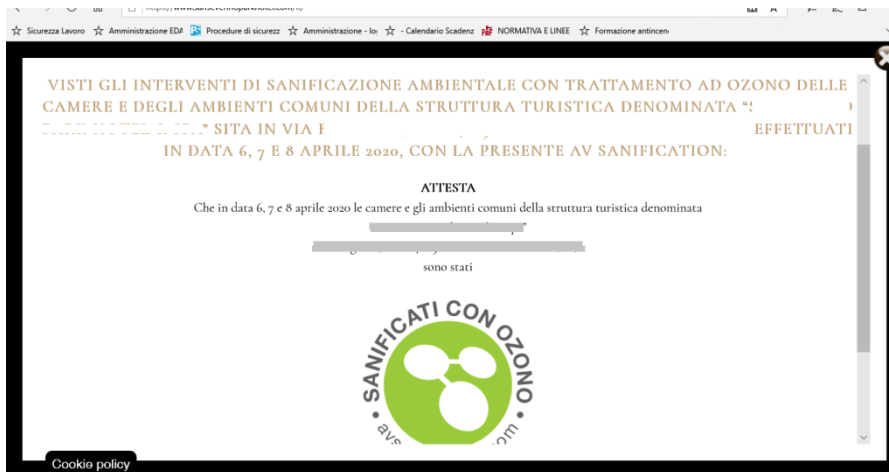 Sicurezza Lavoro Amministrazione EDA Procedure di sicurezz Amministrazione - lo - Calendario Scadenz NORMATIVA E LINEE Formazione antincen
VISTI GLI INTERVENTI DI SANIFICAZIONE AMBIENTALE CON TRATTAMENTO AD OZONO DELLE
CAMERE E DEGLI AMBIENTI COMUNI DELLA STRUTTURA TURISTICA DENOMINATA “
” SITA IN VIA EFFETTUATI
IN DATA 6, 7 E 8 APRILE 2020, CON LA PRESENTE AV SANIFICATION:
ATTESTA
Che in data 6, 7 e 8 aprile 2020 le camere e gli ambienti comuni della struttura turistica denominata
sono stati
SANIFICATI CON OZONO
Cookie policy